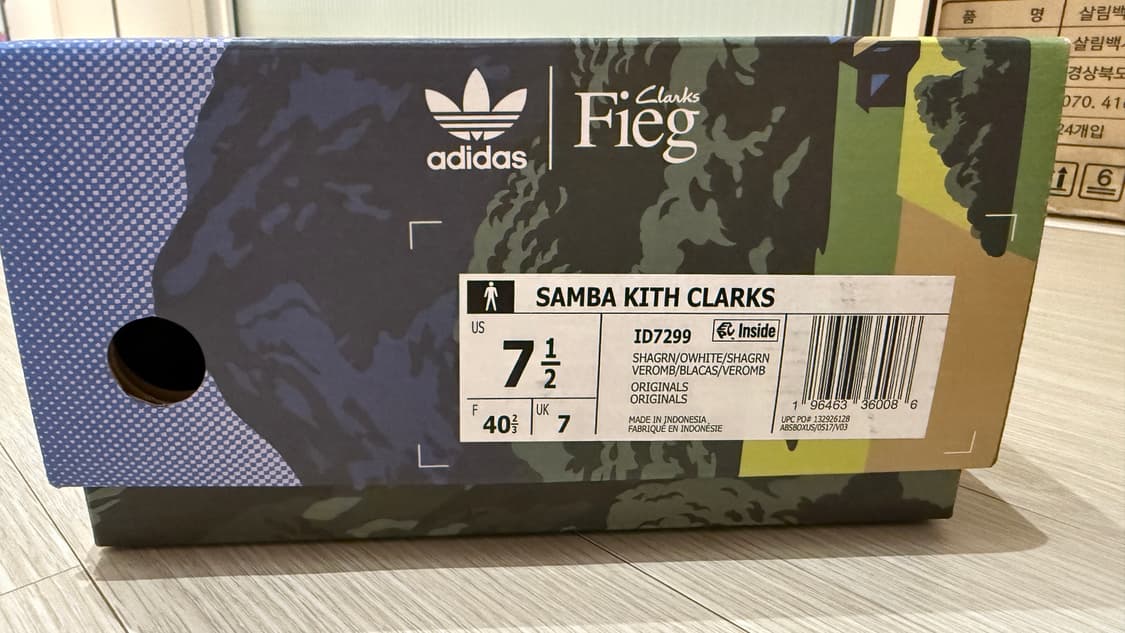 adidas
Clarks
Fieg
SAMBA KITH CLARKS
US
7 1/2
F
40 2/3
UK
7
ID7299
Inside
SHAGRN/OWHITE/SHAGRN
VEROMB/BLACAS/VEROMB
ORIGINALS
ORIGINALS
MADE IN INDONESIA
FABRIQUÉ EN INDONÉSIE
1 96463 36008 6
UPC PO# 132926128
ABSBOXUS/0517/V03
품 명
살림백
살림백
경상북도
070. 41
24개입
6